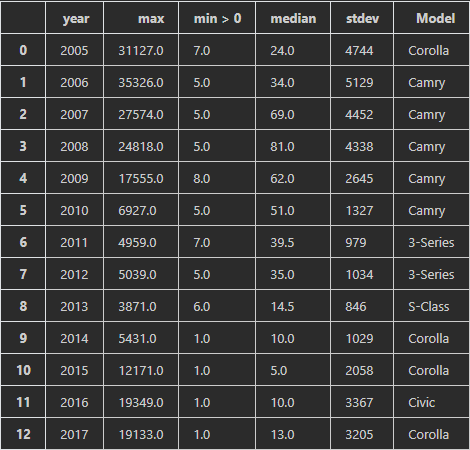 year max min > 0 median stdev Model
0 2005 31127.0 7.0 24.0 4744 Corolla
1 2006 35326.0 5.0 34.0 5129 Camry
2 2007 27574.0 5.0 69.0 4452 Camry
3 2008 24818.0 5.0 81.0 4338 Camry
4 2009 17555.0 8.0 62.0 2645 Camry
5 2010 6927.0 5.0 51.0 1327 Camry
6 2011 4959.0 7.0 39.5 979 3-Series
7 2012 5039.0 5.0 35.0 1034 3-Series
8 2013 3871.0 6.0 14.5 846 S-Class
9 2014 5431.0 1.0 10.0 1029 Corolla
10 2015 12171.0 1.0 5.0 2058 Corolla
11 2016 19349.0 1.0 10.0 3367 Civic
12 2017 19133.0 1.0 13.0 3205 Corolla